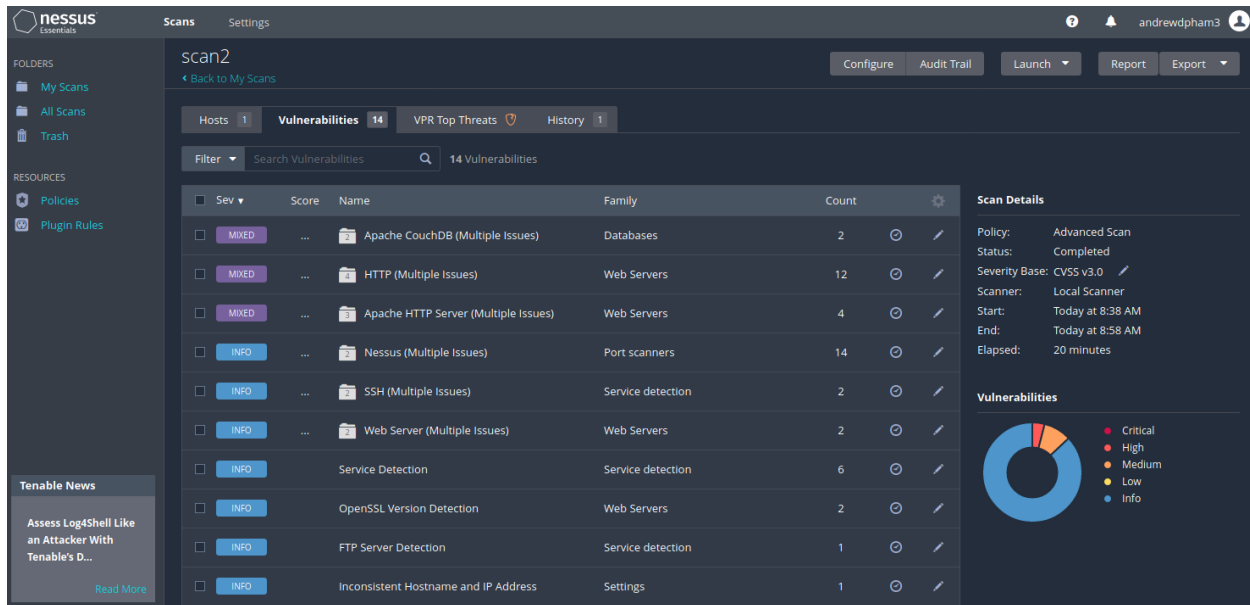 nessus
Essentials
Scans Settings andrewdpham3
FOLDERS
My Scans
All Scans
Trash
RESOURCES
Policies
Plugin Rules
Tenable News
Assess Log4Shell Like
an Attacker With
Tenable's D...
Read More
scan2
Back to My Scans
Configure Audit Trail Launch Report Export
Hosts 1 Vulnerabilities 14 VPR Top Threats History 1
Filter Search Vulnerabilities 14 Vulnerabilities
Sev Score Name Family Count
MIXED ... 2 Apache CouchDB (Multiple Issues) Databases 2
MIXED ... 4 HTTP (Multiple Issues) Web Servers 12
MIXED ... 3 Apache HTTP Server (Multiple Issues) Web Servers 4
INFO ... 2 Nessus (Multiple Issues) Port scanners 14
INFO ... 2 SSH (Multiple Issues) Service detection 2
INFO ... 2 Web Server (Multiple Issues) Web Servers 2
INFO Service Detection Service detection 6
INFO OpenSSL Version Detection Web Servers 2
INFO FTP Server Detection Service detection 1
INFO Inconsistent Hostname and IP Address Settings 1
Scan Details
Policy: Advanced Scan
Status: Completed
Severity Base: CVSS v3.0
Scanner: Local Scanner
Start: Today at 8:38 AM
End: Today at 8:58 AM
Elapsed: 20 minutes
Vulnerabilities
Critical
High
Medium
Low
Info